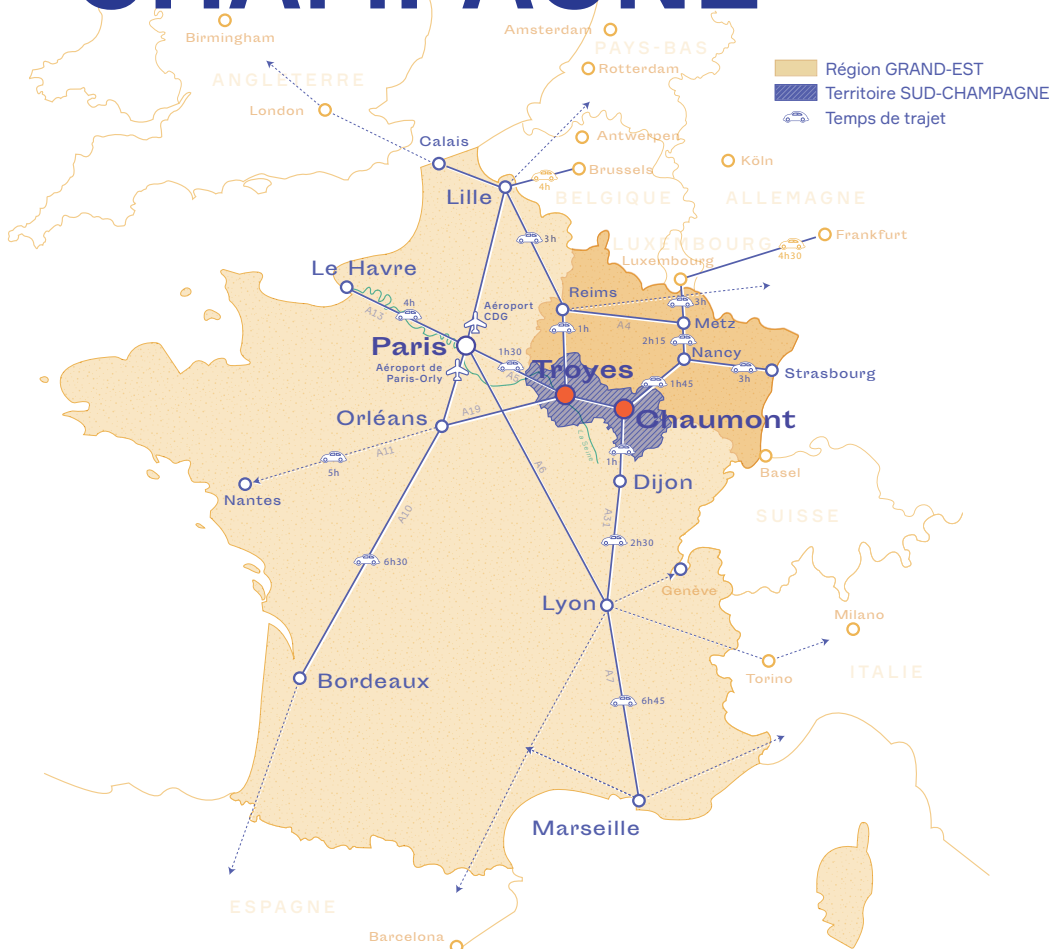 CHAMPAGNE
Birmingham
Amsterdam
PAYS-BAS
Rotterdam
ANGLETERRE
London
Région GRAND-EST
Territoire SUD-CHAMPAGNE
Temps de trajet
Calais
Antwerpen
Köln
Lille
4h
Brussels
BELGIQUE
ALLEMAGNE
3h
LUXEMBOURG
Luxembourg
4h30
Frankfurt
Le Havre
4h
A13
Aéroport
CDG
Reims
3h
A4
Metz
1h
2h15
Paris
1h30
A5
Nancy
Aéroport de
Paris-Orly
Troyes
1h45
3h
Strasbourg
Orléans
A19
Chaumont
La Seine
A11
5h
1h
A6
Basel
Nantes
Dijon
A10
A31
SUISSE
2h30
6h30
Genève
Lyon
Milano
A7
Torino
ITALIE
Bordeaux
6h45
Marseille
ESPAGNE
Barcelona